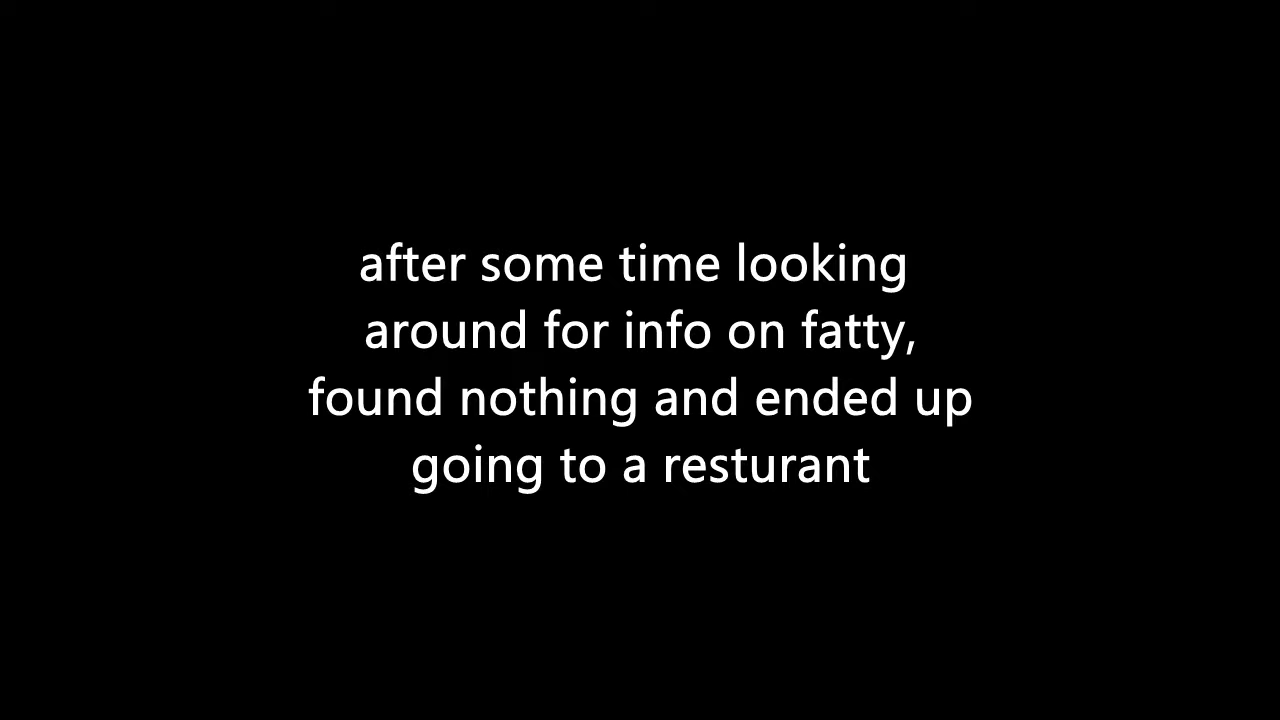 after some time looking
around for info on fatty,
found nothing and ended up
going to a resturant